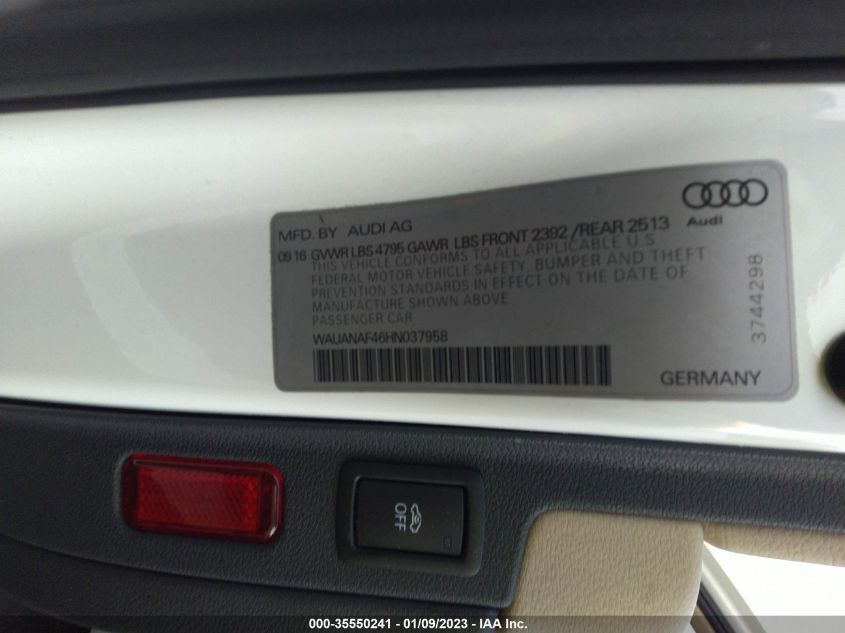 MFD. BY AUDI AG
Audi
0916 GVWR LBS 4795 GAWR LBS FRONT 2392 /REAR 2513
THIS VEHICLE CONFORMS TO ALL APPLICABLE U.S
FEDERAL MOTOR VEHICLE SAFETY, BUMPER AND THEFT
PREVENTION STANDARDS IN EFFECT ON THE DATE OF
MANUFACTURE SHOWN ABOVE
PASSENGER CAR
WAUANAF46HN037958
3744298
GERMANY
OFF
000-35550241 - 01/09/2023 - IAA Inc.